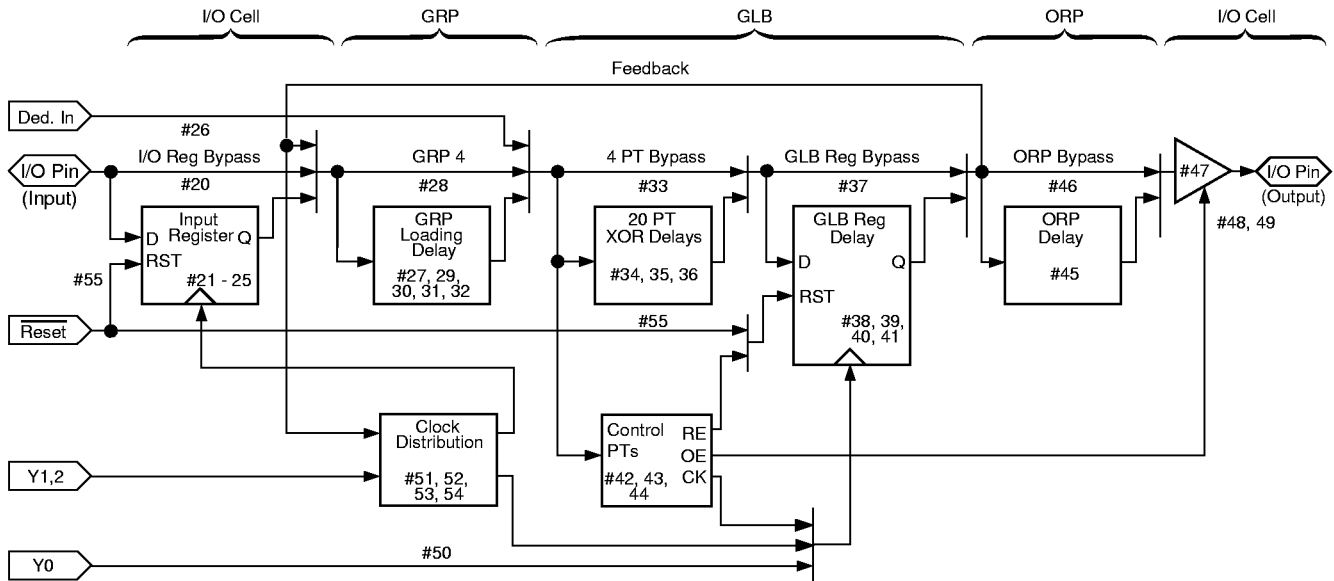 I/O Cell
GRP
GLB
ORP
I/O Cell
Feedback
Ded. In
#26
I/O Pin
(Input)
I/O Reg Bypass
#20
GRP 4
#28
4 PT Bypass
#33
GLB Reg Bypass
#37
ORP Bypass
#46
#47
I/O Pin
(Output)
#48, 49
Input
Register
D
Q
RST
#21 - 25
#55
GRP
Loading
Delay
#27, 29,
30, 31, 32
20 PT
XOR Delays
#34, 35, 36
GLB Reg
Delay
D
Q
RST
#38, 39,
40, 41
ORP
Delay
#45
Reset
#55
Clock
Distribution
#51, 52,
53, 54
Control
PTs
RE
OE
CK
#42, 43,
44
Y1,2
Y0
#50